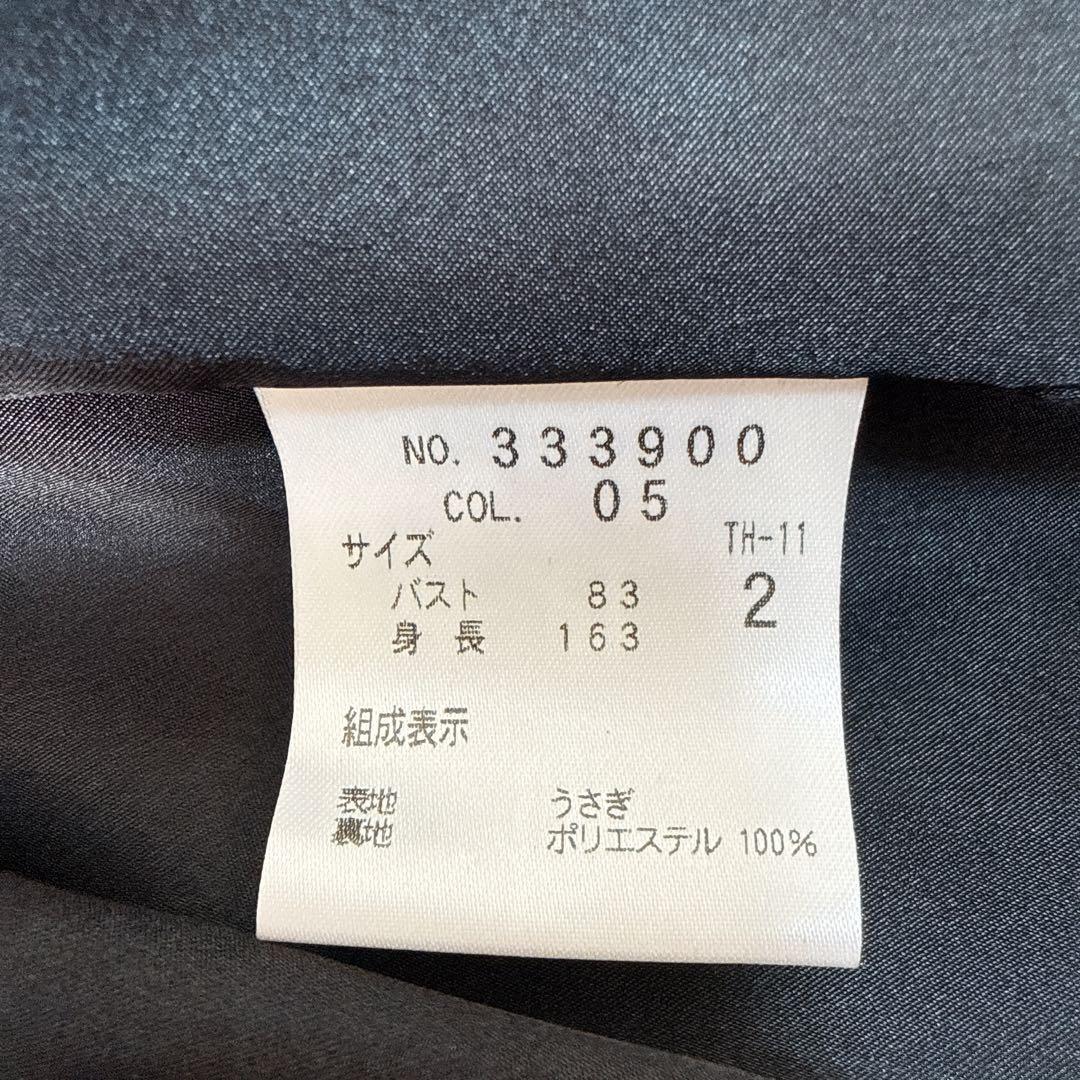 NO. 333900
COL. 05
サイズ TH-11
バスト 83 2
身長 163
組成表示
表地 うさぎ
裏地 ポリエステル 100%